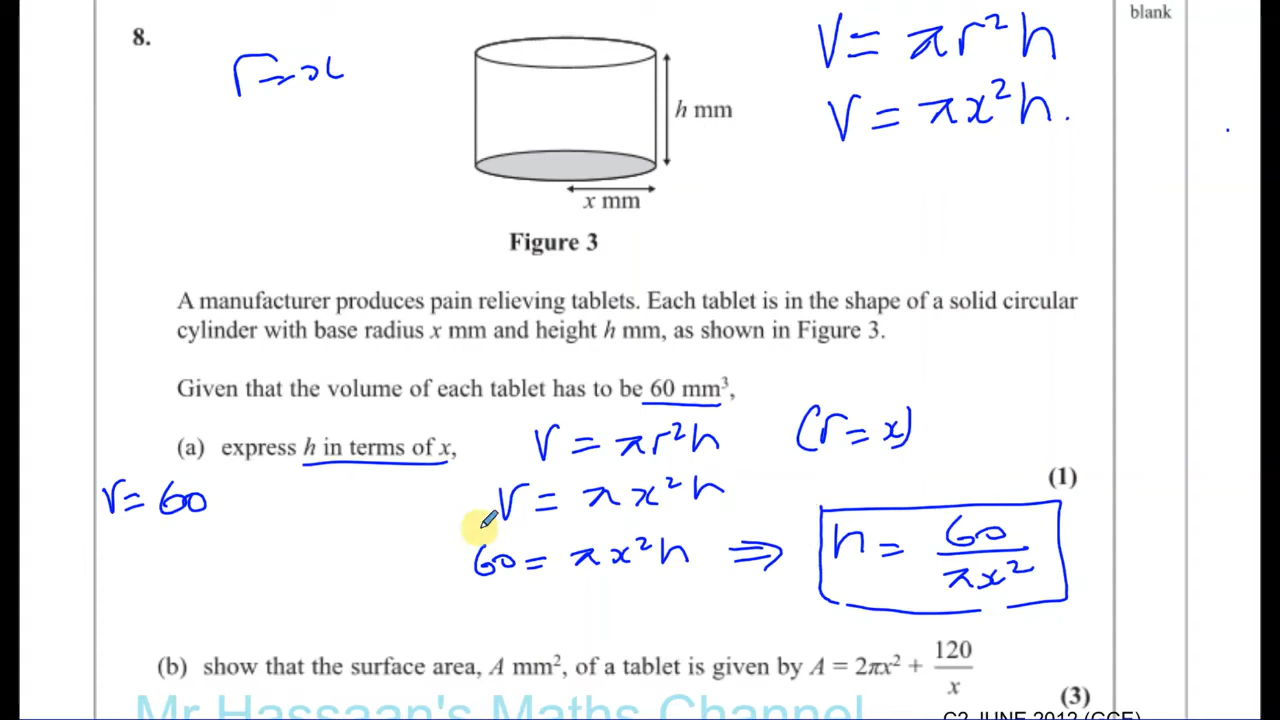 blank
8.
r=x
V= πr²h
V = πx²h.
h mm
x mm
Figure 3
A manufacturer produces pain relieving tablets. Each tablet is in the shape of a solid circular
cylinder with base radius x mm and height h mm, as shown in Figure 3.
Given that the volume of each tablet has to be 60 mm³,
(a) express h in terms of x,
V = πr²h (r=x)
(1)
V= 60
V = πx²h
60 = πx²h ⇒ h = 60/πx²
(b) show that the surface area, A mm², of a tablet is given by A = 2πx² + 120/x
(3)
Mr Hassaan's Maths Channel
C2 JUNE 2012 (GCE)